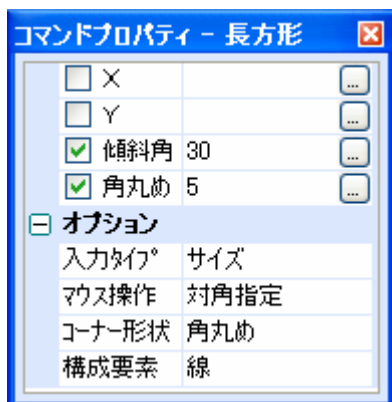 コマンドプロパティ - 長方形
X ...
Y ...
傾斜角 30 ...
角丸め 5 ...
オプション
入力ﾀｲﾌﾟ サイズ
ﾏｳｽ操作 対角指定
ｺｰﾅｰ形状 角丸め
構成要素 線